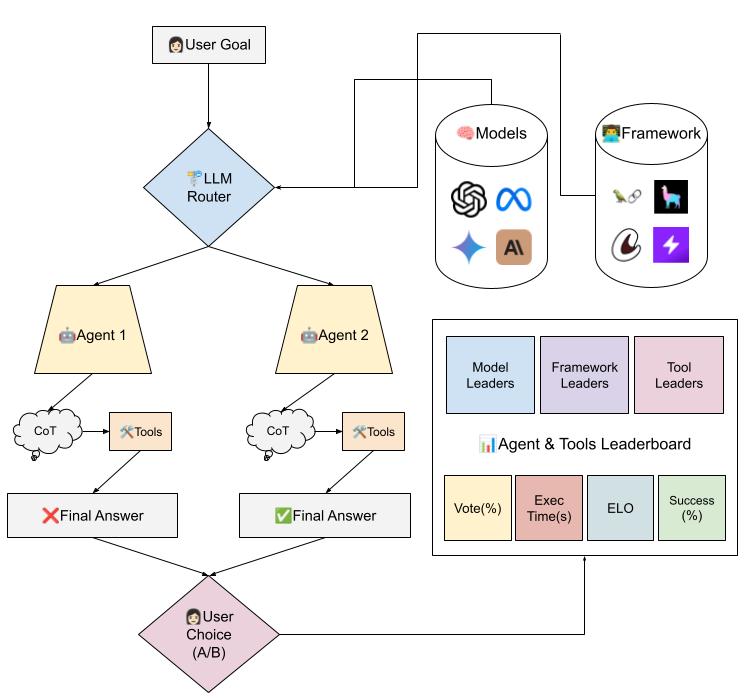 User Goal
LLM
Router
Models
Framework
Agent 1
Agent 2
CoT
Tools
CoT
Tools
Final Answer
Final Answer
User
Choice
(A/B)
Model
Leaders
Framework
Leaders
Tool
Leaders
Agent & Tools Leaderboard
Vote(%)
Exec
Time(s)
ELO
Success
(%)